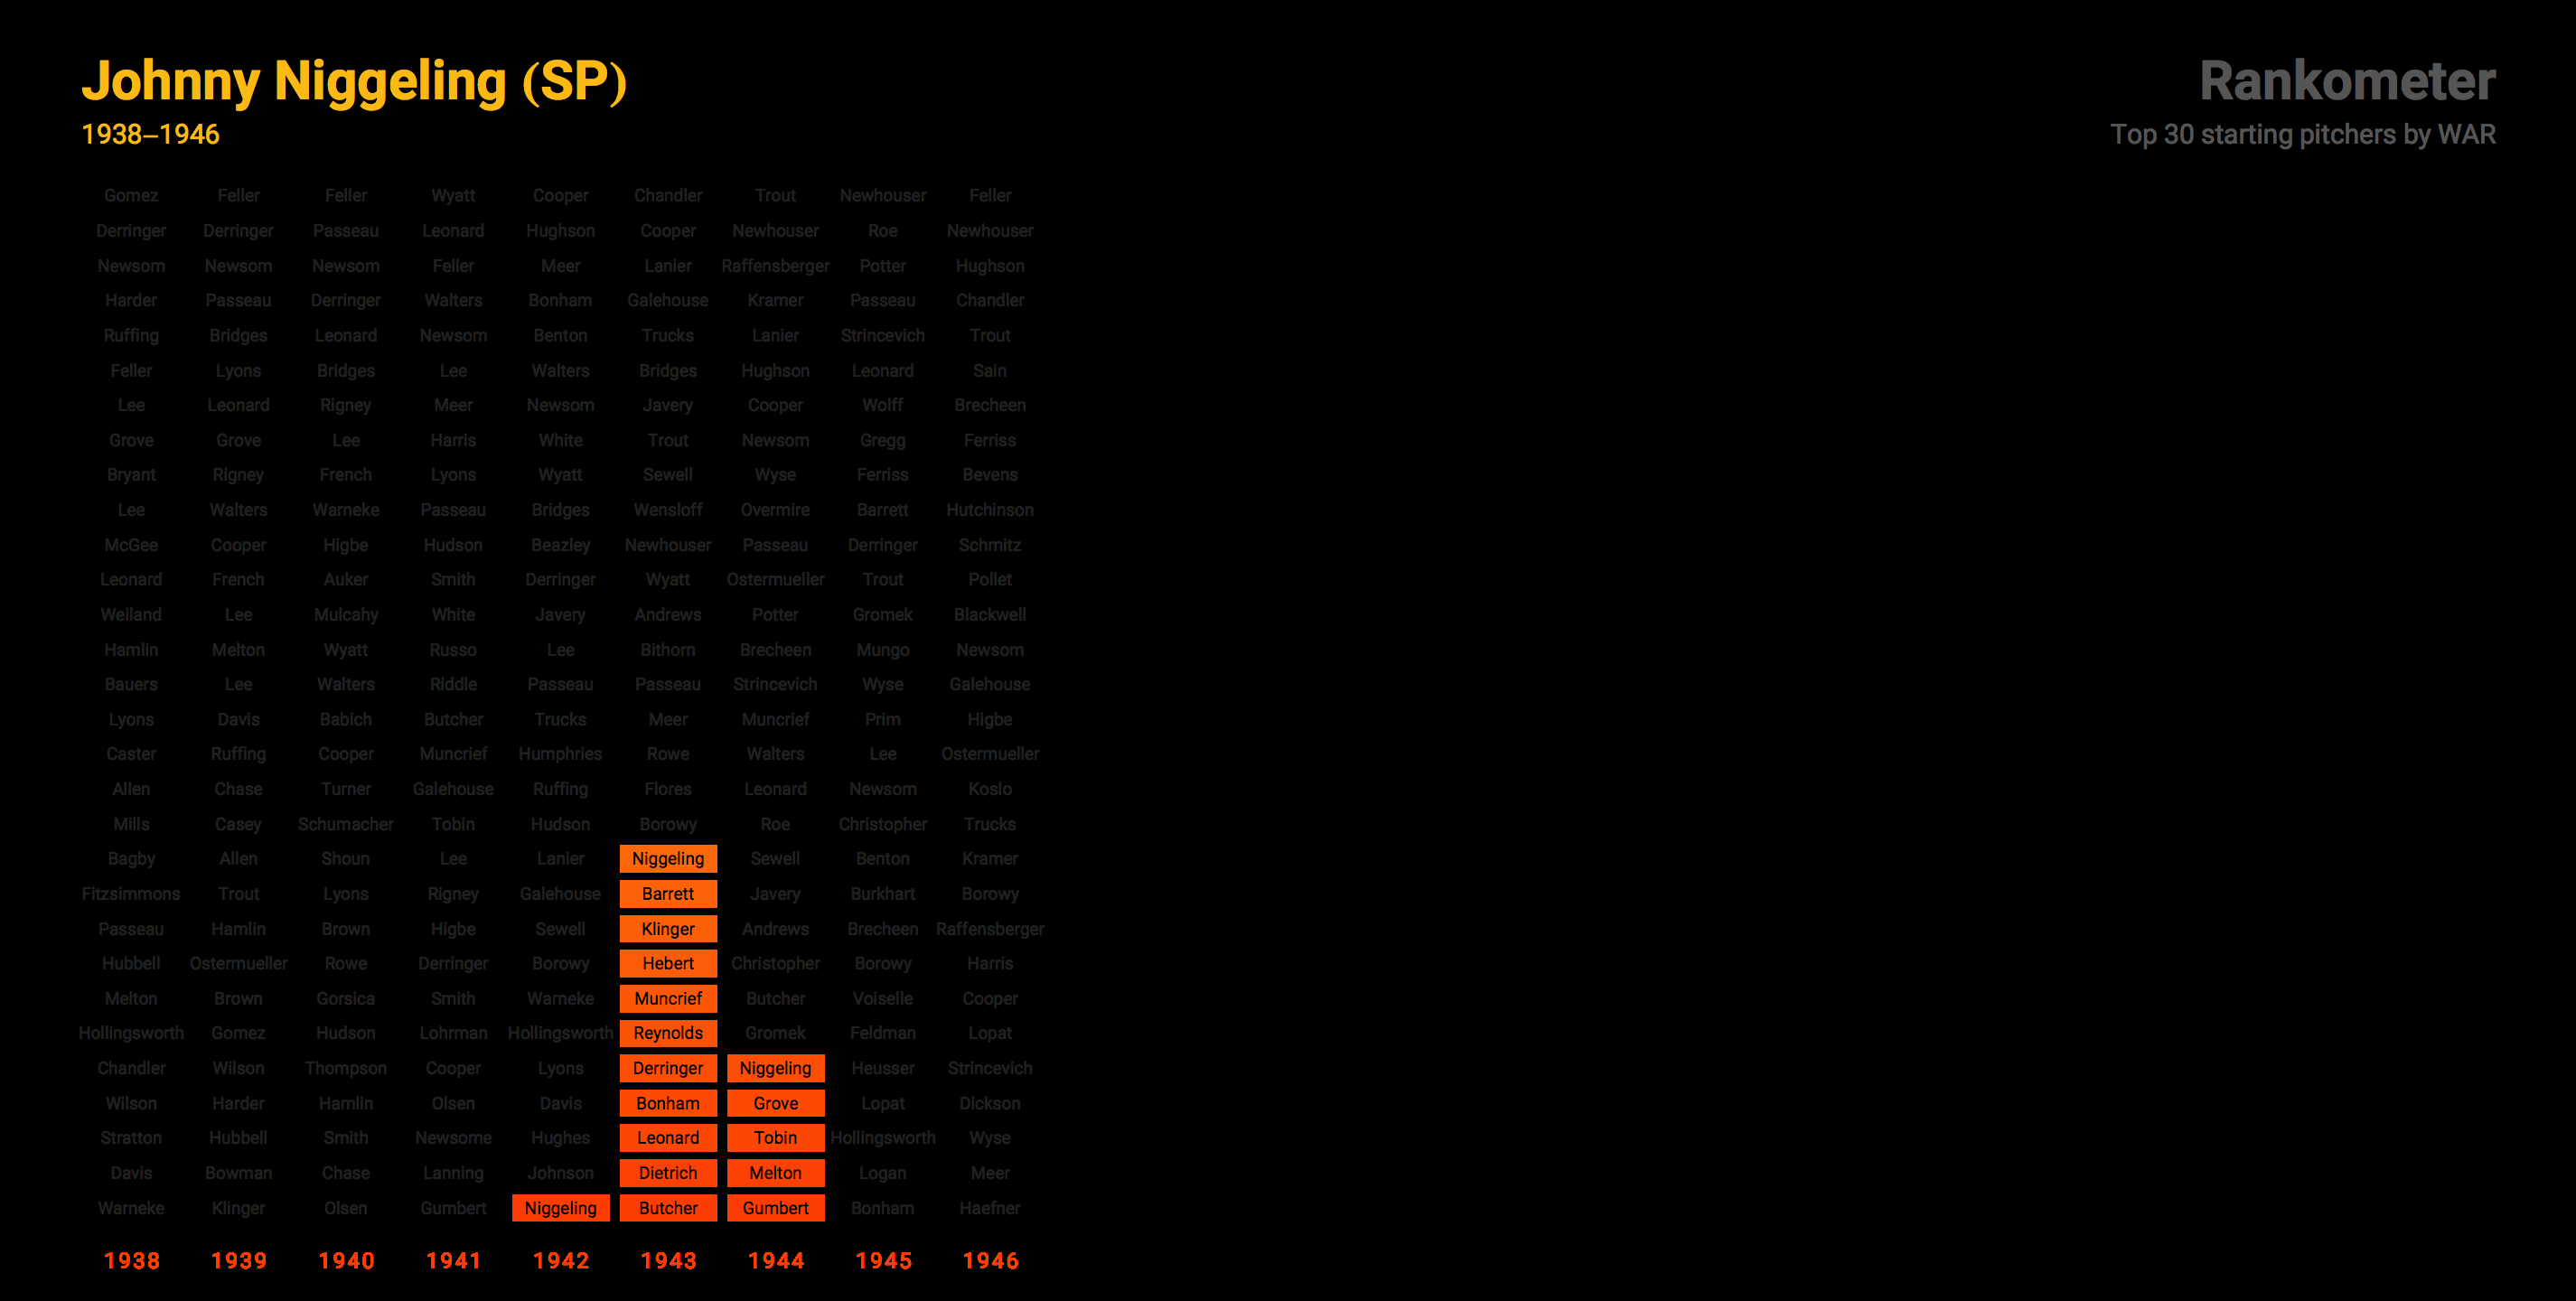 Johnny Niggeling (SP)
1938–1946
Rankometer
Top 30 starting pitchers by WAR
Gomez Feller Feller Wyatt Cooper Chandler Trout Newhouser Feller
Derringer Derringer Passeau Leonard Hughson Cooper Newhouser Roe Newhouser
Newsom Newsom Newsom Feller Meer Lanier Raffensberger Potter Hughson
Harder Passeau Derringer Walters Bonham Galehouse Kramer Passeau Chandler
Ruffing Bridges Leonard Newsom Benton Trucks Lanier Strincevich Trout
Feller Lyons Bridges Lee Walters Bridges Hughson Leonard Sain
Lee Leonard Rigney Meer Newsom Javery Cooper Wolff Brecheen
Grove Grove Lee Harris White Trout Newsom Gregg Ferriss
Bryant Rigney French Lyons Wyatt Sewell Wyse Ferriss Bevens
Lee Walters Warneke Passeau Bridges Wensloff Overmire Barrett Hutchinson
McGee Cooper Higbe Hudson Beazley Newhouser Passeau Derringer Schmitz
Leonard French Auker Smith Derringer Wyatt Ostermueller Trout Pollet
Weiland Lee Mulcahy White Javery Andrews Potter Gromek Blackwell
Hamlin Melton Wyatt Russo Lee Bithorn Brecheen Mungo Newsom
Bauers Lee Walters Riddle Passeau Passeau Strincevich Wyse Galehouse
Lyons Davis Babich Butcher Trucks Meer Muncrief Prim Higbe
Caster Ruffing Cooper Muncrief Humphries Rowe Walters Lee Ostermueller
Allen Chase Turner Galehouse Ruffing Flores Leonard Newsom Koslo
Mills Casey Schumacher Tobin Hudson Borowy Roe Christopher Trucks
Bagby Allen Shoun Lee Lanier Niggeling Sewell Benton Kramer
Fitzsimmons Trout Lyons Rigney Galehouse Barrett Javery Burkhart Borowy
Passeau Hamlin Brown Higbe Sewell Klinger Andrews Brecheen Raffensberger
Hubbell Ostermueller Rowe Derringer Borowy Hebert Christopher Borowy Harris
Melton Brown Gorsica Smith Warneke Muncrief Butcher Voiselle Cooper
Hollingsworth Gomez Hudson Lohrman Hollingsworth Reynolds Gromek Feldman Lopat
Chandler Wilson Thompson Cooper Lyons Derringer Niggeling Heusser Strincevich
Wilson Harder Hamlin Olsen Davis Bonham Grove Lopat Dickson
Stratton Hubbell Smith Newsome Hughes Leonard Tobin Hollingsworth Wyse
Davis Bowman Chase Lanning Johnson Dietrich Melton Logan Meer
Warneke Klinger Olsen Gumbert Niggeling Butcher Gumbert Bonham Haefner
1938 1939 1940 1941 1942 1943 1944 1945 1946